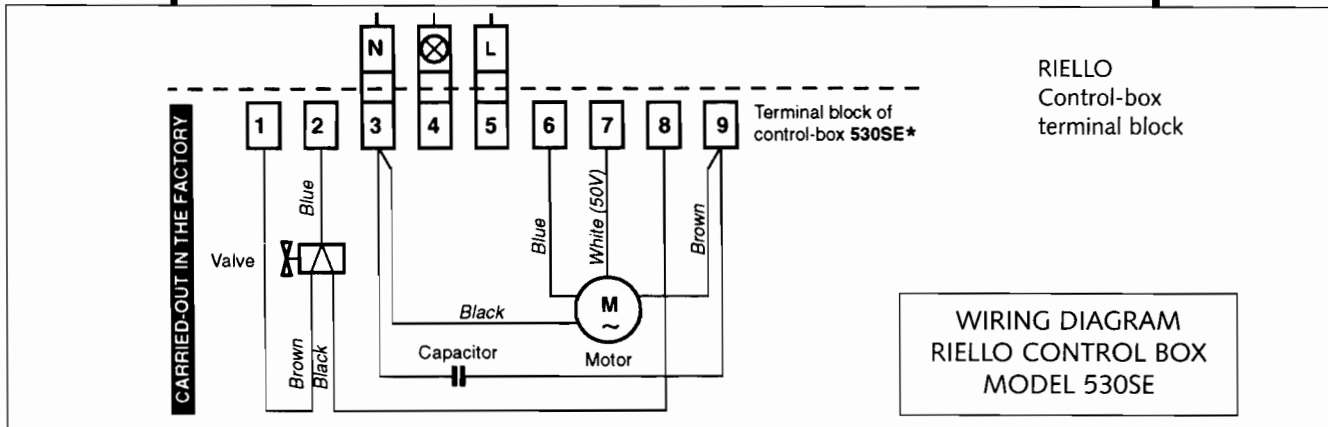 N
L
RIELLO
Control-box
terminal block
1 2 3 4 5 6 7 8 9
Terminal block of
control-box 530SE*
CARRIED-OUT IN THE FACTORY
Blue
Blue
White (50V)
Brown
Valve
Black
M
~
Capacitor
Motor
Brown
Black
WIRING DIAGRAM
RIELLO CONTROL BOX
MODEL 530SE